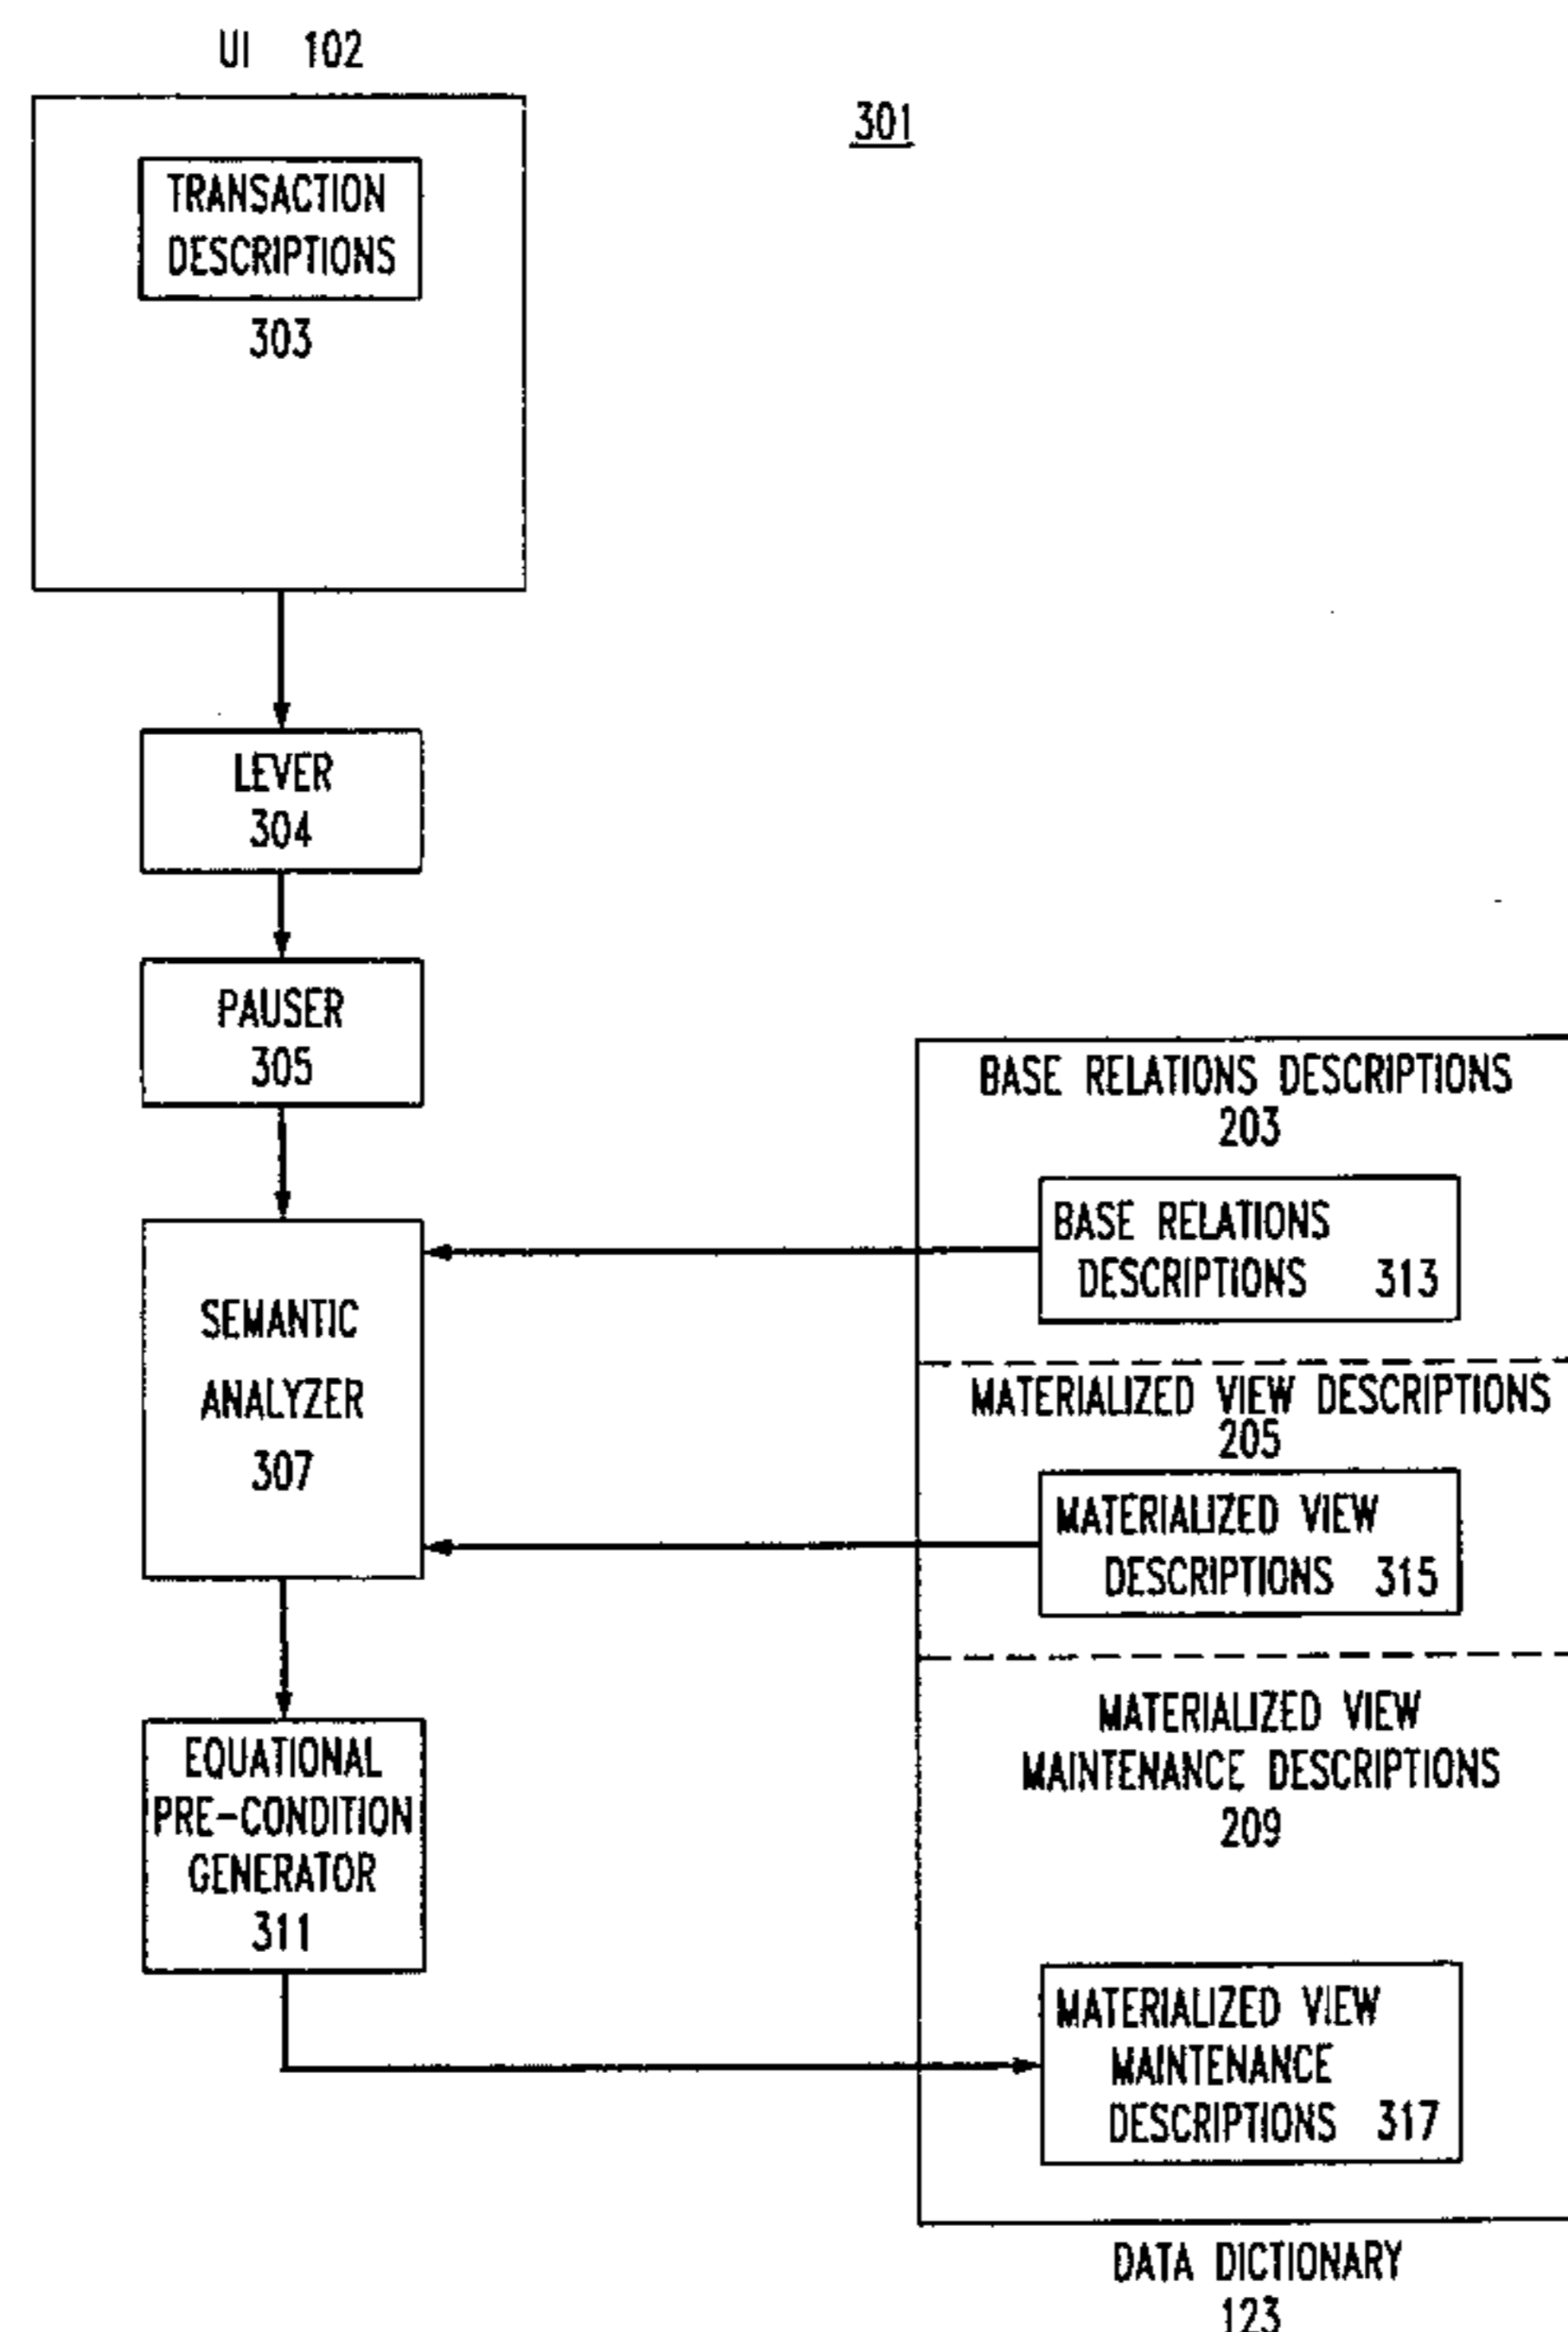 UI 102
301
TRANSACTION
DESCRIPTIONS
303
LEVER
304
PAUSER
305
SEMANTIC
ANALYZER
307
EQUATIONAL
PRE-CONDITION
GENERATOR
311
BASE RELATIONS DESCRIPTIONS
203
BASE RELATIONS
DESCRIPTIONS 313
MATERIALIZED VIEW DESCRIPTIONS
205
MATERIALIZED VIEW
DESCRIPTIONS 315
MATERIALIZED VIEW
MAINTENANCE DESCRIPTIONS
209
MATERIALIZED VIEW
MAINTENANCE
DESCRIPTIONS 317
DATA DICTIONARY
123